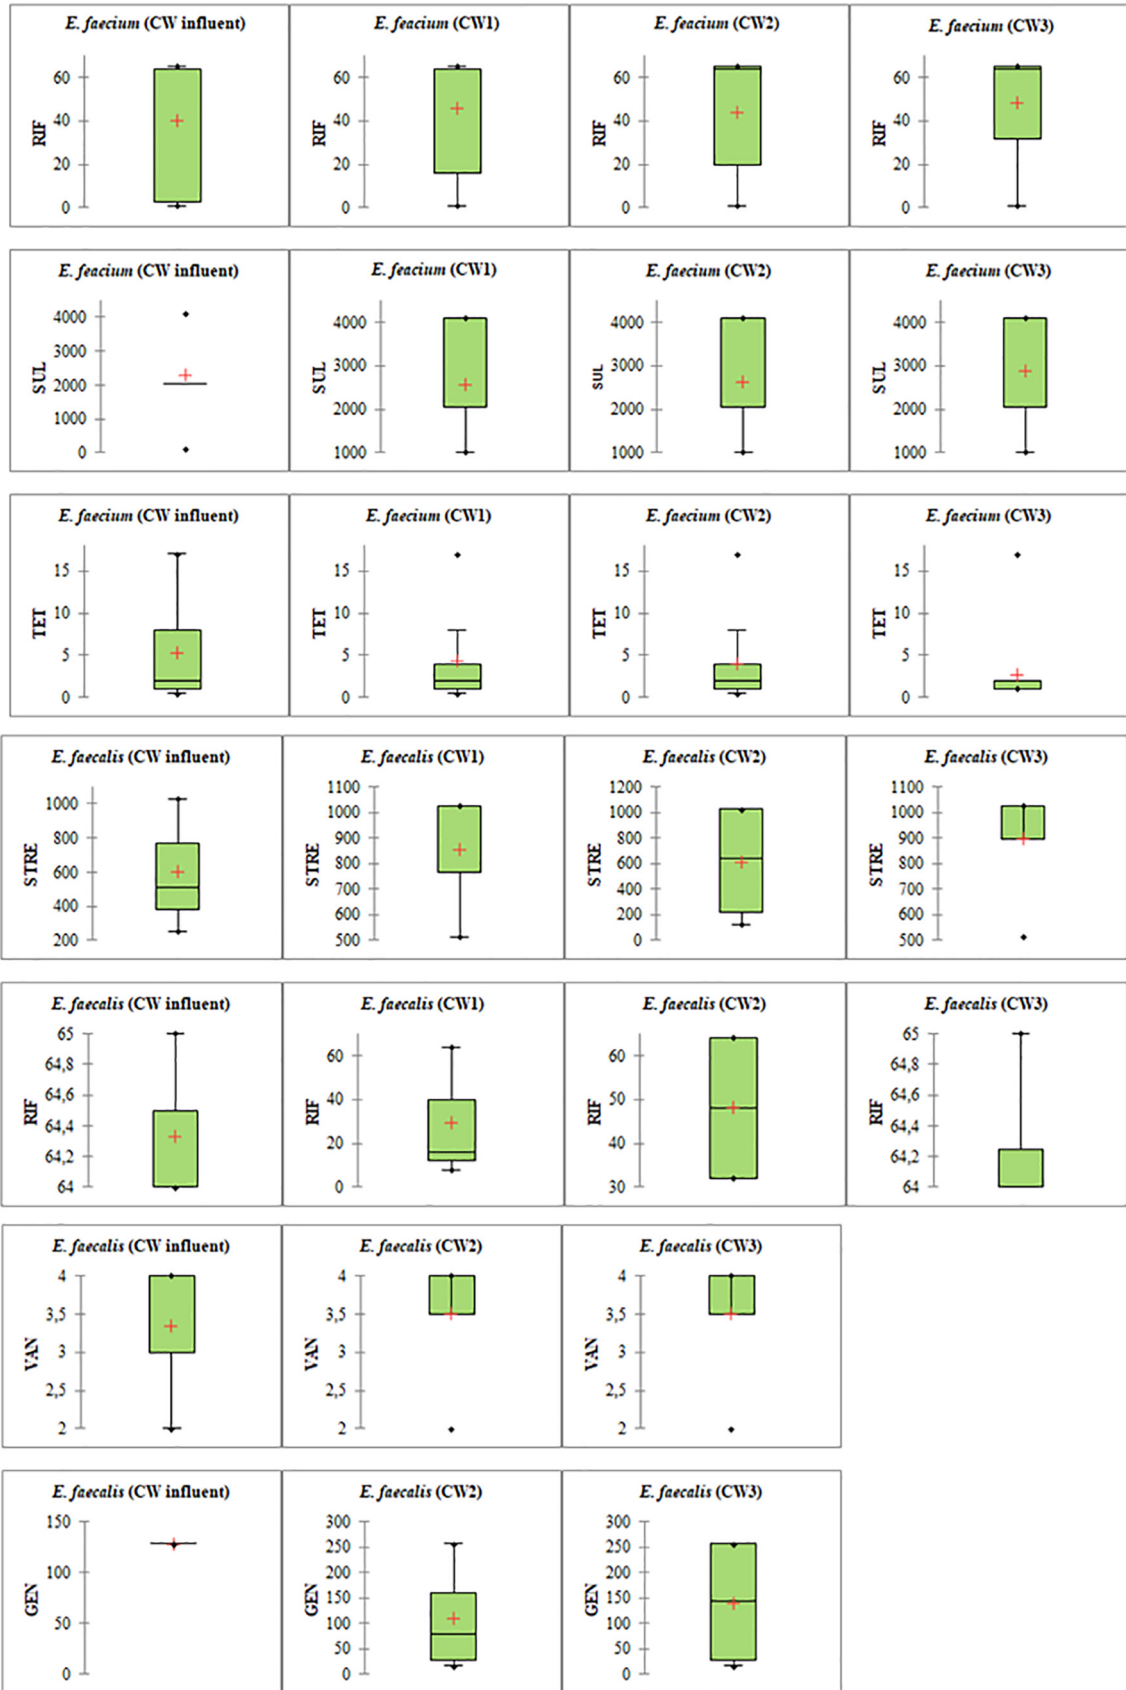 E. faecium (CW influent)
60
40
20
0
RIF
E. faecium (CW1)
60
40
20
0
RIF
E. faecium (CW2)
60
40
20
0
RIF
E. faecium (CW3)
60
40
20
0
RIF
E. feacium (CW influent)
4000
3000
2000
1000
0
SUL
E. feacium (CW1)
4000
3000
2000
1000
SUL
E. faecium (CW2)
4000
3000
2000
1000
SUL
E. faecium (CW3)
4000
3000
2000
1000
SUL
E. faecium (CW influent)
15
10
5
0
TET
E. faecium (CW1)
15
10
5
0
TET
E. faecium (CW2)
15
10
5
0
TET
E. faecium (CW3)
15
10
5
0
TET
E. faecalis (CW influent)
1000
800
600
400
200
STRE
E. faecalis (CW1)
1100
1000
900
800
700
600
500
STRE
E. faecalis (CW2)
1200
1000
800
600
400
200
0
STRE
E. faecalis (CW3)
1100
1000
900
800
700
600
500
STRE
E. faecalis (CW influent)
65
64,8
64,6
64,4
64,2
64
RIF
E. faecalis (CW1)
60
40
20
0
RIF
E. faecalis (CW2)
60
50
40
30
RIF
E. faecalis (CW3)
65
64,8
64,6
64,4
64,2
64
RIF
E. faecalis (CW influent)
4
3,5
3
2,5
2
VAN
E. faecalis (CW2)
4
3,5
3
2,5
2
VAN
E. faecalis (CW3)
4
3,5
3
2,5
2
VAN
E. faecalis (CW influent)
150
100
50
0
GEN
E. faecalis (CW2)
300
250
200
150
100
50
0
GEN
E. faecalis (CW3)
300
250
200
150
100
50
0
GEN